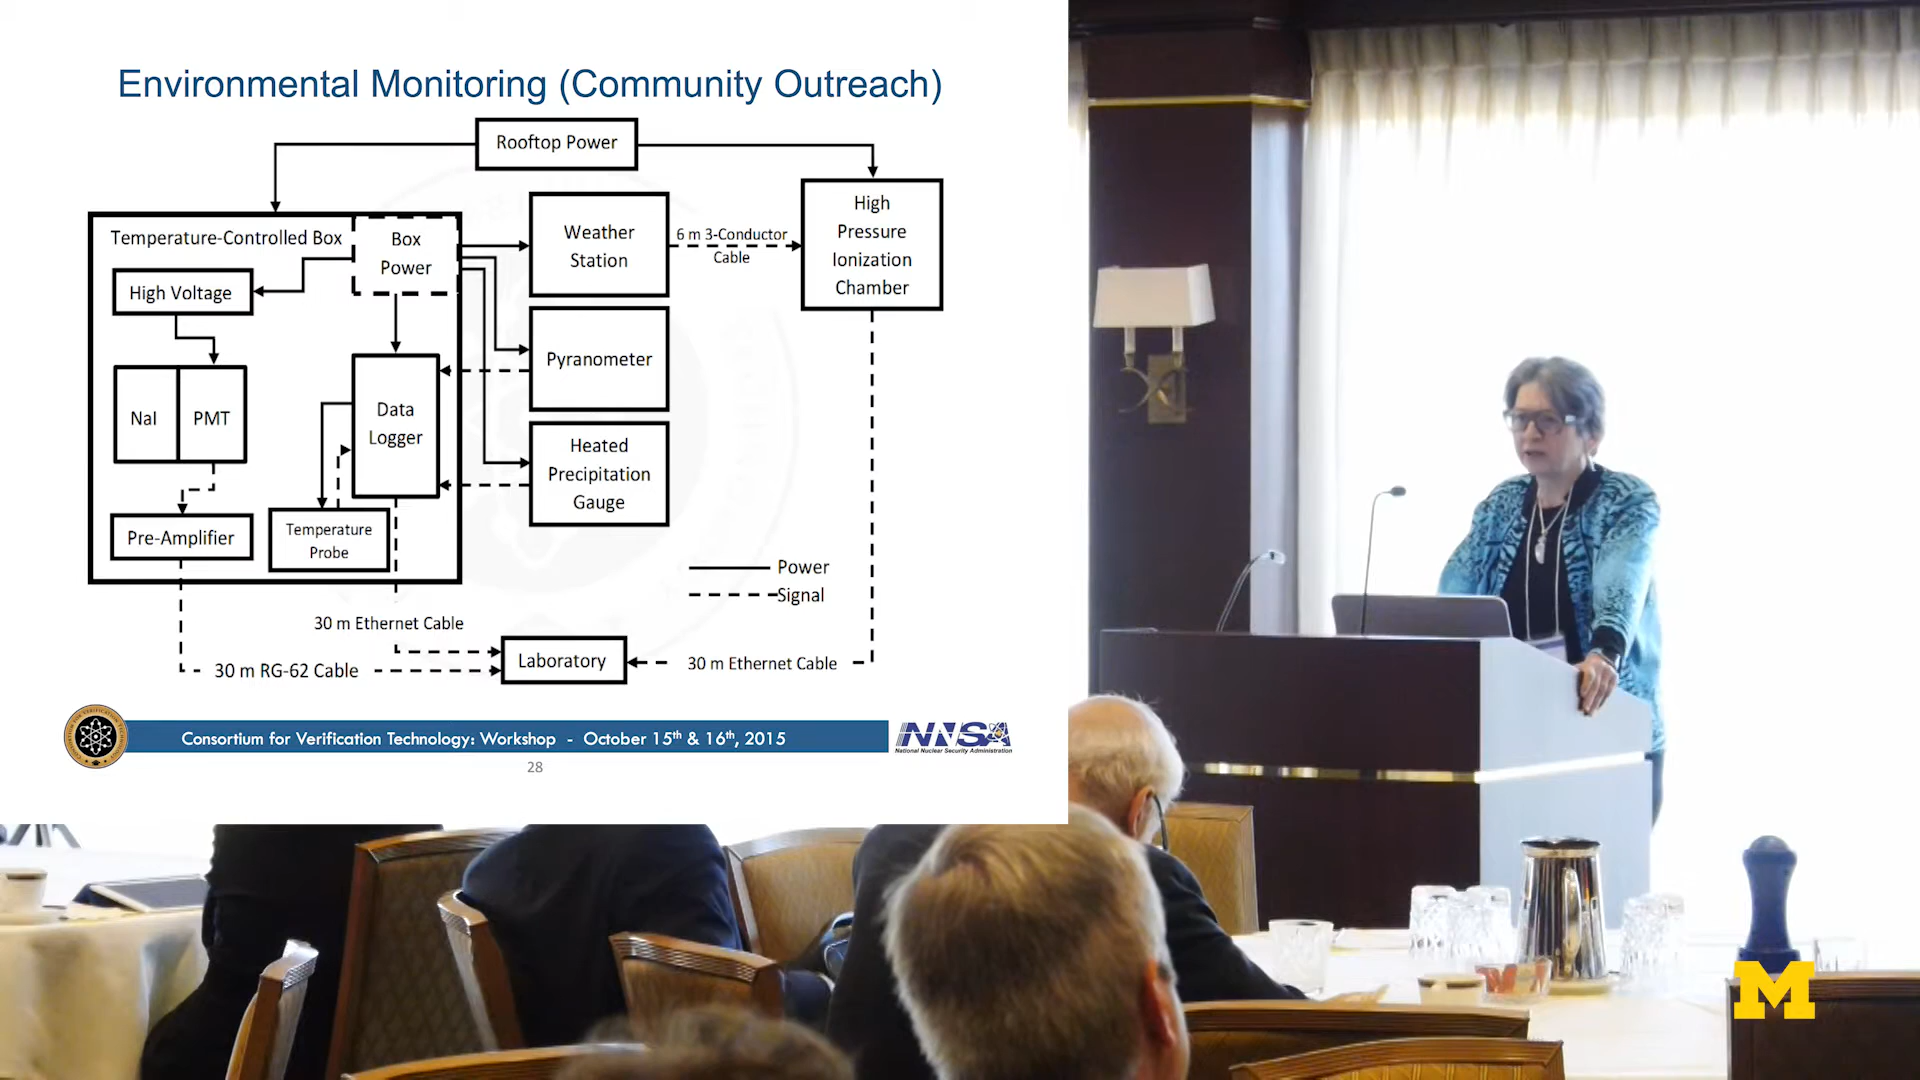 Environmental Monitoring (Community Outreach)
Rooftop Power
Temperature-Controlled Box
Box
Power
High Voltage
NaI
PMT
Pre-Amplifier
Data
Logger
Temperature
Probe
Weather
Station
6 m 3-Conductor
Cable
High
Pressure
Ionization
Chamber
Pyranometer
Heated
Precipitation
Gauge
Power
Signal
30 m Ethernet Cable
30 m RG-62 Cable
Laboratory
30 m Ethernet Cable
Consortium for Verification Technology: Workshop - October 15th & 16th, 2015
NNSA
National Nuclear Security Administration
28
M